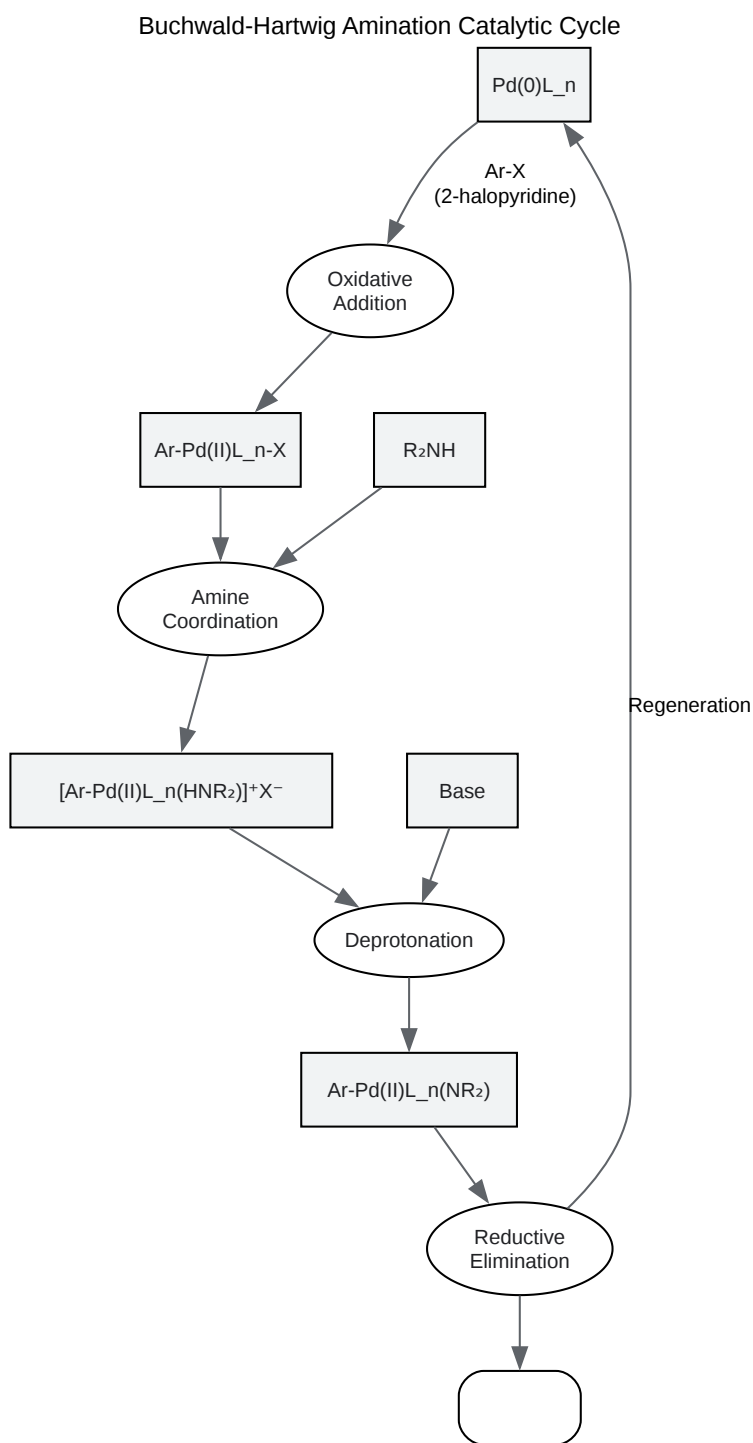 Buchwald-Hartwig Amination Catalytic Cycle
Pd(0)L_n
Ar-X
(2-halopyridine)
Oxidative
Addition
Ar-Pd(II)L_n-X
R₂NH
Amine
Coordination
Regeneration
[Ar-Pd(II)L_n(HNR₂)]⁺X⁻
Base
Deprotonation
Ar-Pd(II)L_n(NR₂)
Reductive
Elimination